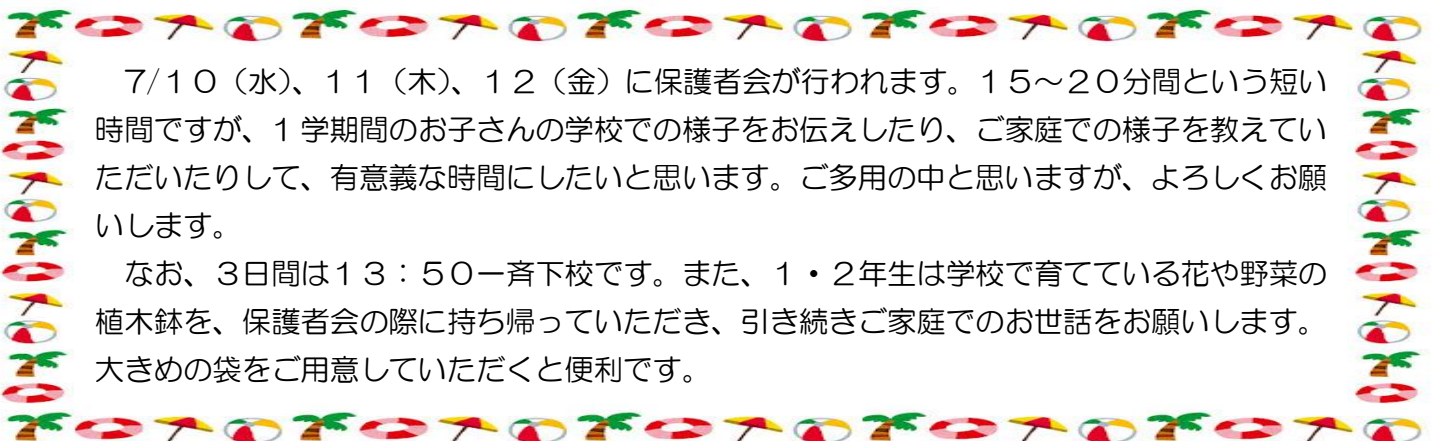 ７/１０（水）、１１（木）、１２（金）に保護者会が行われます。１５～２０分間という短い
時間ですが、1 学期間のお子さんの学校での様子をお伝えしたり、ご家庭での様子を教えてい
ただいたりして、有意義な時間にしたいと思います。ご多用の中と思いますが、よろしくお願
いします。
　なお、３日間は１３：５０一斉下校です。また、１・２年生は学校で育てている花や野菜の
植木鉢を、保護者会の際に持ち帰っていただき、引き続きご家庭でのお世話をお願いします。
大きめの袋をご用意していただくと便利です。